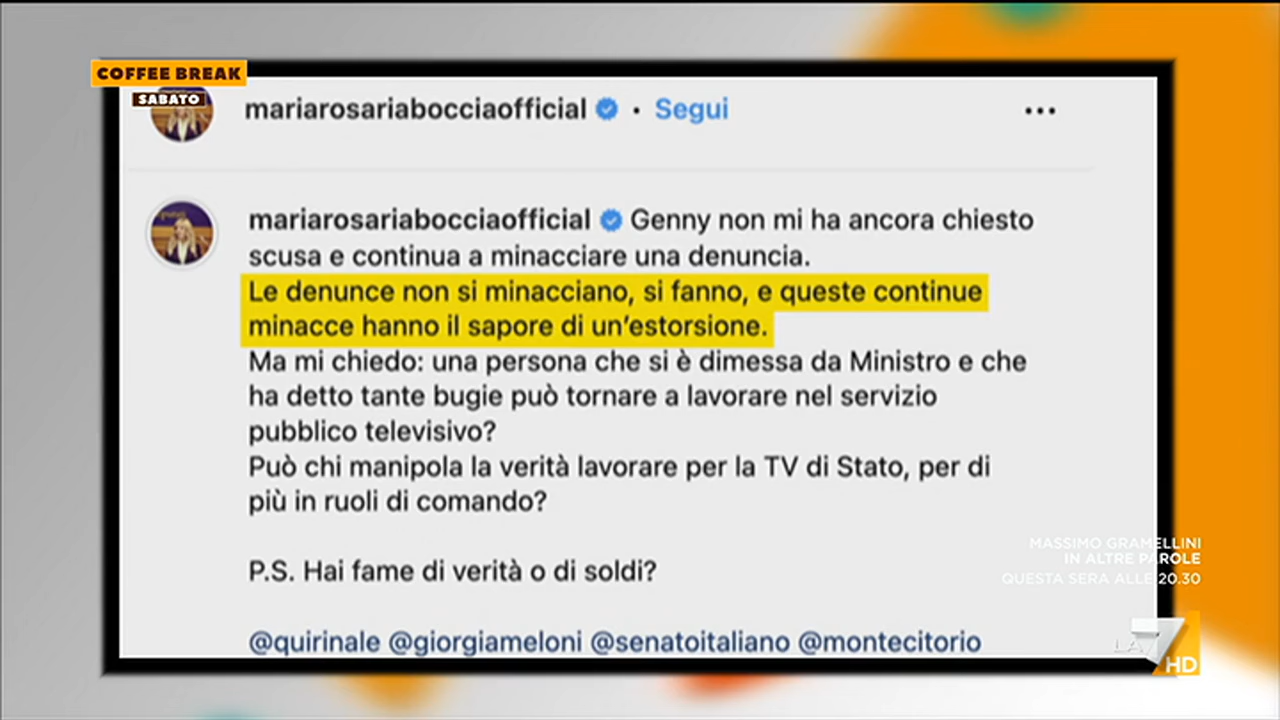 COFFEE BREAK
SABATO
mariarosariabocciaofficial • Segui
mariarosariabocciaofficial Genny non mi ha ancora chiesto
scusa e continua a minacciare una denuncia.
Le denunce non si minacciano, si fanno, e queste continue
minacce hanno il sapore di un’estorsione.
Ma mi chiedo: una persona che si è dimessa da Ministro e che
ha detto tante bugie può tornare a lavorare nel servizio
pubblico televisivo?
Può chi manipola la verità lavorare per la TV di Stato, per di
più in ruoli di comando?
P.S. Hai fame di verità o di soldi?
@quirinale @giorgiameloni @senatoitaliano @montecitorio
MASSIMO GRAMELLINI
IN ALTRE PAROLE
QUESTA SERA ALLE 20.30
LA7
HD